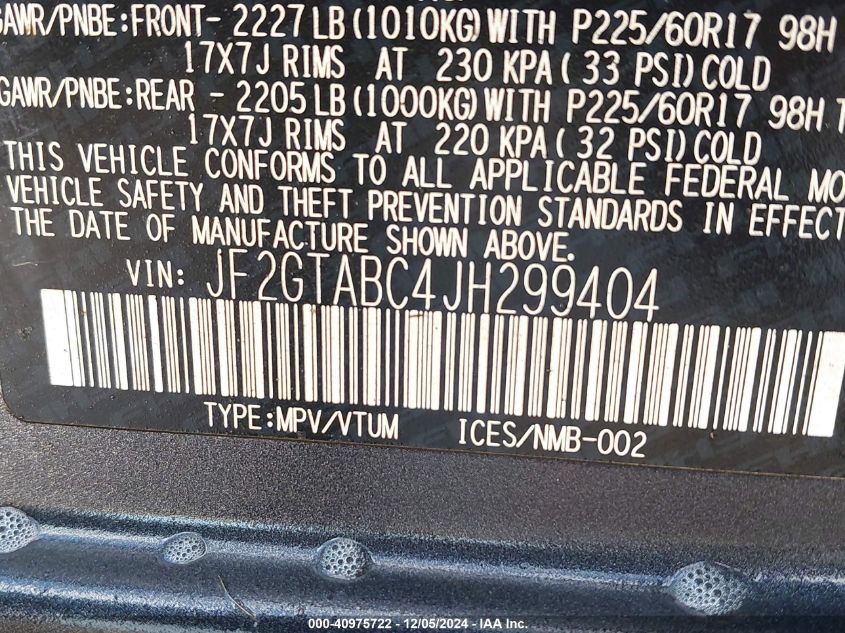 GAWR/PNBE:FRONT- 2227 LB(1010KG)WITH P225/60R17 98H
17X7J RIMS AT 230 KPA( 33 PSI)COLD
GAWR/PNBE:REAR - 2205 LB(1000KG)WITH P225/60R17 98H T
17X7J RIMS AT 220 KPA( 32 PSI)COLD
THIS VEHICLE CONFORMS TO ALL APPLICABLE FEDERAL MO
VEHICLE SAFETY AND THEFT PREVENTION STANDARDS IN EFFECT
THE DATE OF MANUFACTURE SHOWN ABOVE.
VIN: JF2GTABC4JH299404
TYPE:MPV/VTUM ICES/NMB-002
000-40975722 - 12/05/2024 - IAA Inc.